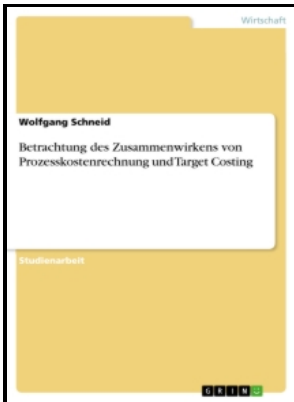 Wirtschaft
Wolfgang Schneid
Betrachtung des Zusammenwirkens von
Prozesskostenrechnung und Target Costing
Studienarbeit
GRIN